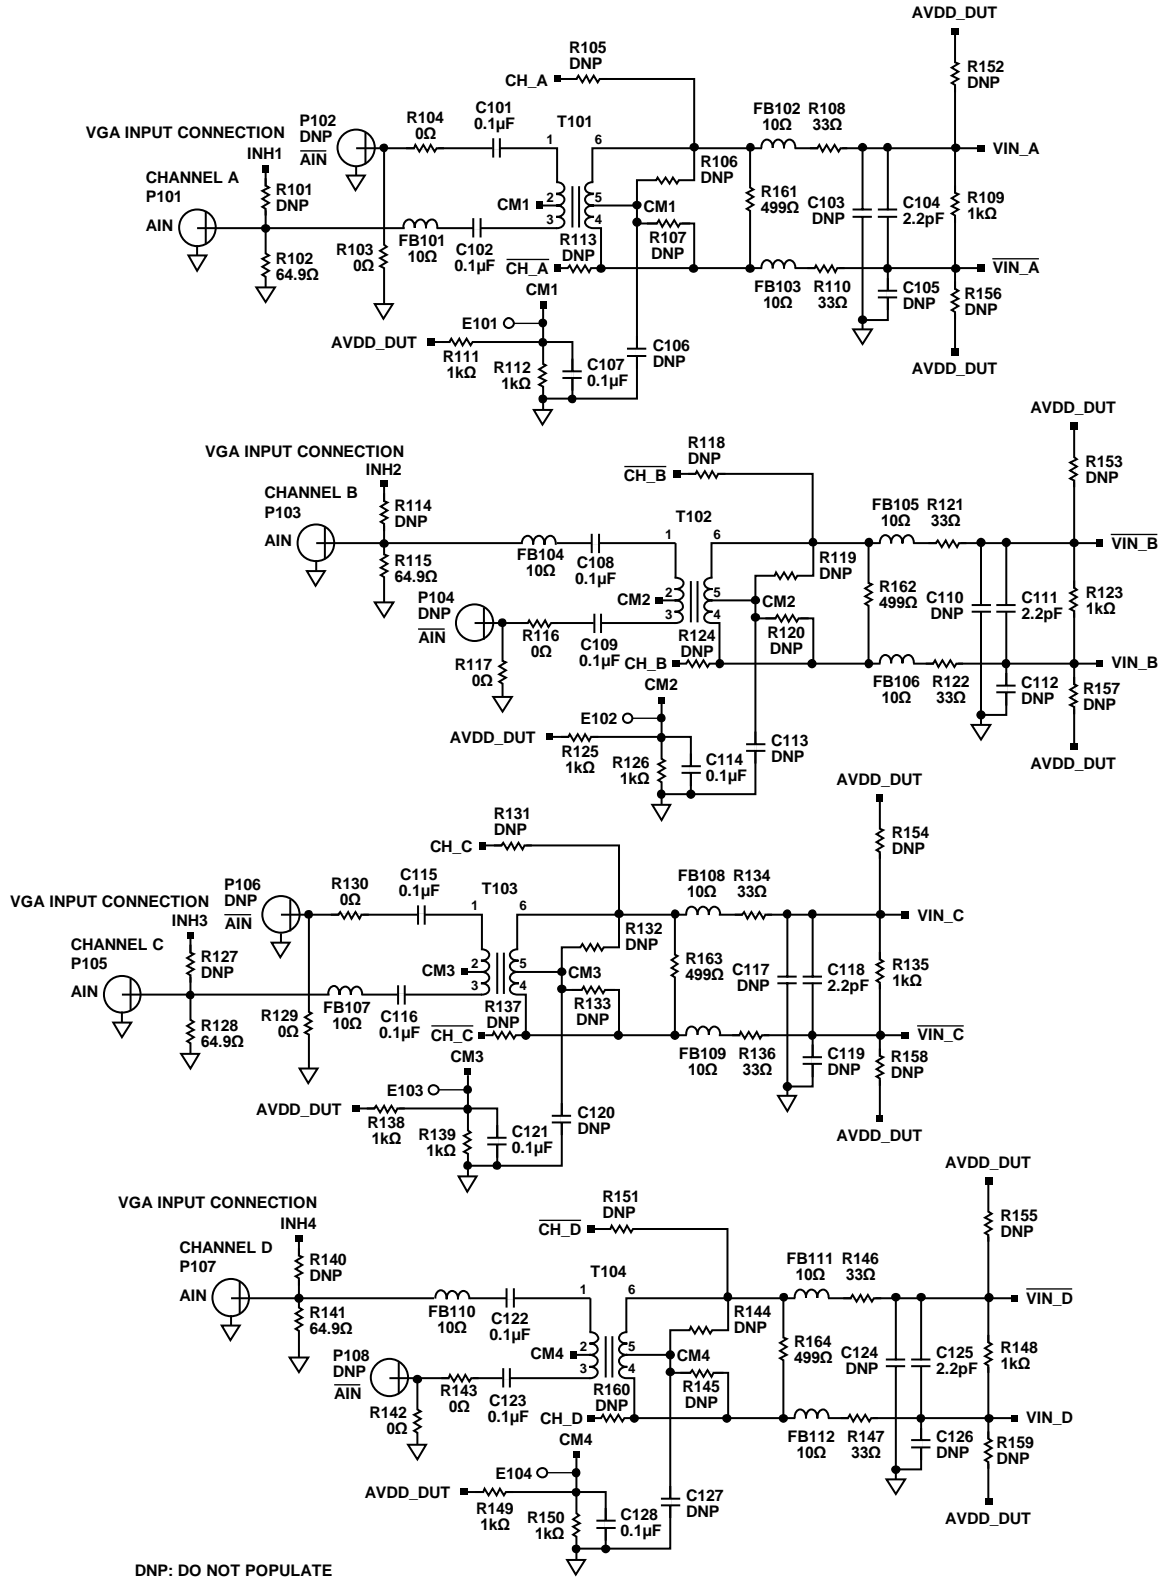 AVDD_DUT
R105
DNP
CH_A
R152
DNP
P102
DNP
AIN
R104
0Ω
C101
0.1µF
T101
1
6
FB102
10Ω
R108
33Ω
VIN_A
VGA INPUT CONNECTION
INH1
CHANNEL A
P101
AIN
R101
DNP
R106
DNP
CM1
2
5
CM1
3
4
R161
499Ω
C103
DNP
C104
2.2pF
R109
1kΩ
R102
64.9Ω
R103
0Ω
FB101
10Ω
C102
0.1µF
R113
DNP
CH_A
R107
DNP
FB103
10Ω
R110
33Ω
C105
DNP
VIN_A
R156
DNP
AVDD_DUT
CM1
E101
AVDD_DUT
R111
1kΩ
R112
1kΩ
C107
0.1µF
C106
DNP
AVDD_DUT
R118
DNP
CH_B
R153
DNP
VGA INPUT CONNECTION
INH2
CHANNEL B
P103
AIN
R114
DNP
R115
64.9Ω
FB104
10Ω
C108
0.1µF
T102
1
6
FB105
10Ω
R121
33Ω
VIN_B
R119
DNP
P104
DNP
AIN
CM2
2
5
CM2
3
4
R162
499Ω
C110
DNP
C111
2.2pF
R123
1kΩ
R116
0Ω
R117
0Ω
C109
0.1µF
R124
DNP
CH_B
R120
DNP
FB106
10Ω
R122
33Ω
C112
DNP
VIN_B
R157
DNP
AVDD_DUT
CM2
E102
AVDD_DUT
R125
1kΩ
R126
1kΩ
C114
0.1µF
C113
DNP
AVDD_DUT
R131
DNP
CH_C
R154
DNP
P106
DNP
AIN
R130
0Ω
C115
0.1µF
T103
1
6
FB108
10Ω
R134
33Ω
VIN_C
VGA INPUT CONNECTION
INH3
CHANNEL C
P105
AIN
R127
DNP
R132
DNP
CM3
2
5
CM3
3
4
R163
499Ω
C117
DNP
C118
2.2pF
R135
1kΩ
R128
64.9Ω
R129
0Ω
FB107
10Ω
C116
0.1µF
R137
DNP
CH_C
R133
DNP
FB109
10Ω
R136
33Ω
C119
DNP
VIN_C
R158
DNP
AVDD_DUT
CM3
E103
AVDD_DUT
R138
1kΩ
R139
1kΩ
C121
0.1µF
C120
DNP
AVDD_DUT
R151
DNP
CH_D
R155
DNP
VGA INPUT CONNECTION
INH4
CHANNEL D
P107
AIN
R140
DNP
R141
64.9Ω
FB110
10Ω
C122
0.1µF
T104
1
6
FB111
10Ω
R146
33Ω
VIN_D
R144
DNP
P108
DNP
AIN
CM4
2
5
CM4
3
4
R164
499Ω
C124
DNP
C125
2.2pF
R148
1kΩ
R143
0Ω
R142
0Ω
C123
0.1µF
R160
DNP
CH_D
R145
DNP
FB112
10Ω
R147
33Ω
C126
DNP
VIN_D
R159
DNP
AVDD_DUT
CM4
E104
AVDD_DUT
R149
1kΩ
R150
1kΩ
C128
0.1µF
C127
DNP
DNP: DO NOT POPULATE